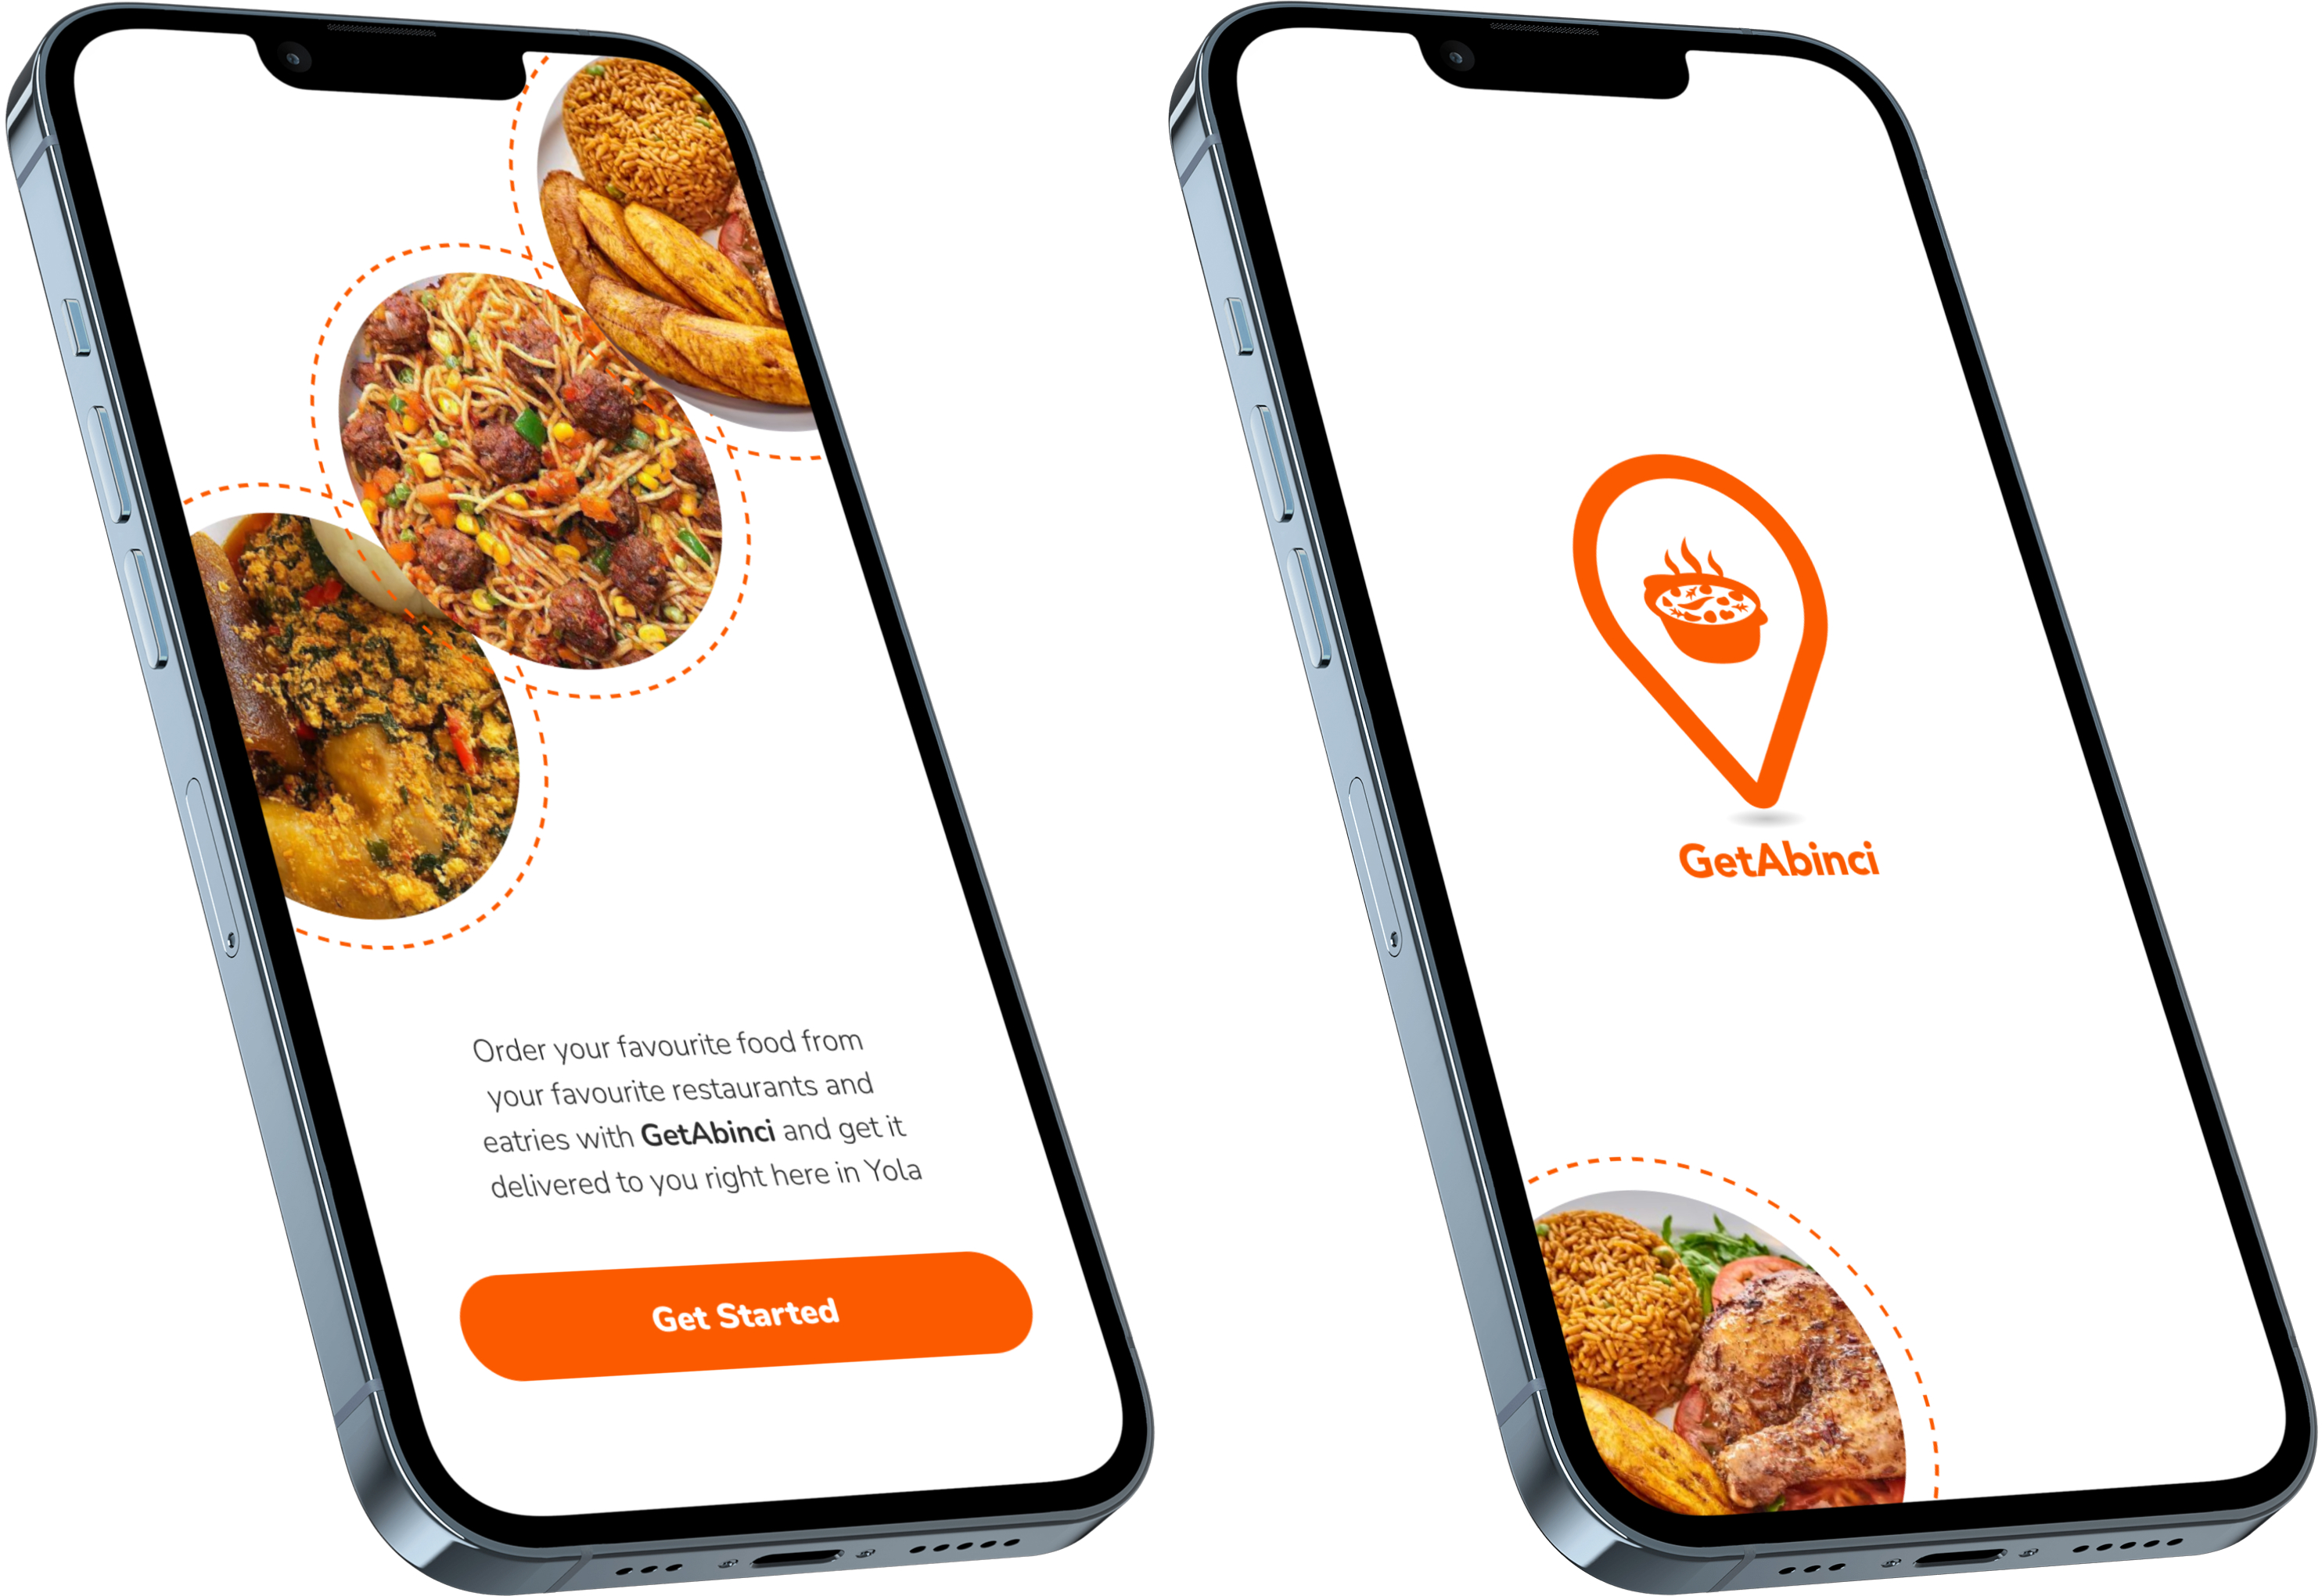 Order your favourite food from
your favourite restaurants and
eatries with GetAbinci and get it
delivered to you right here in Yola
Get Started
GetAbinci